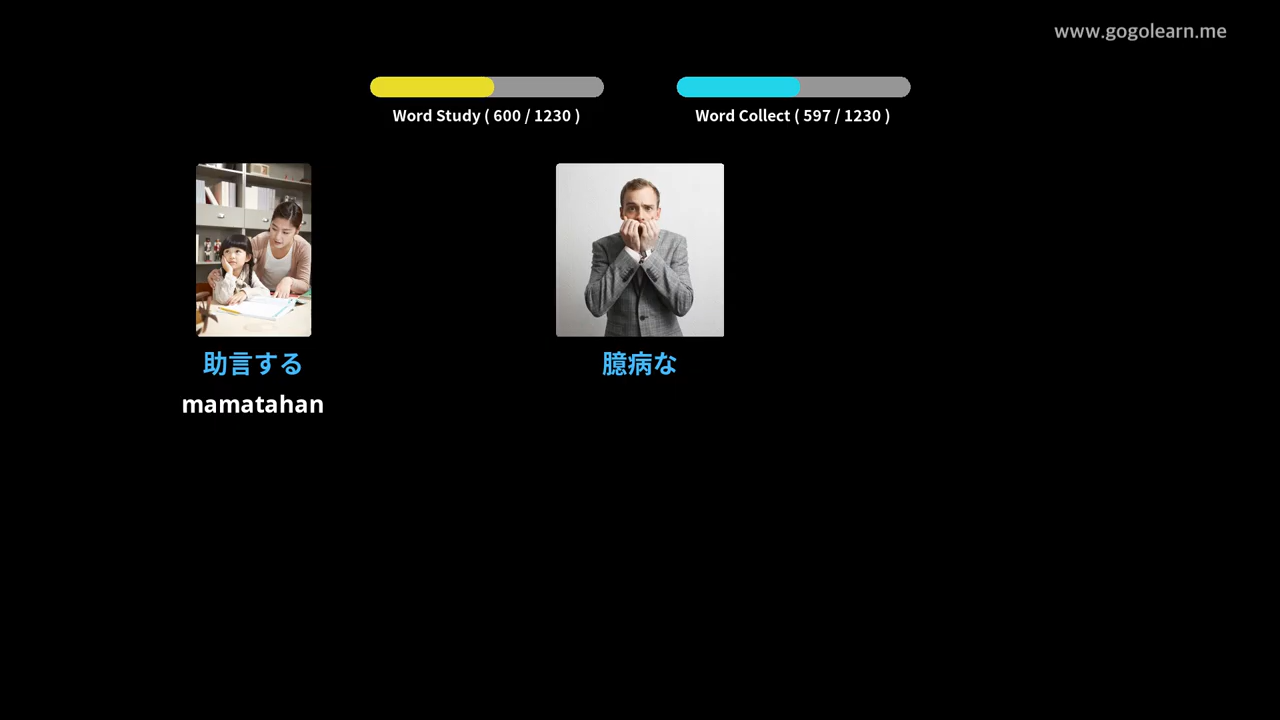 www.gogolearn.me
Word Study ( 600 / 1230 )
Word Collect ( 597 / 1230 )
助言する
臆病な
mamatahan